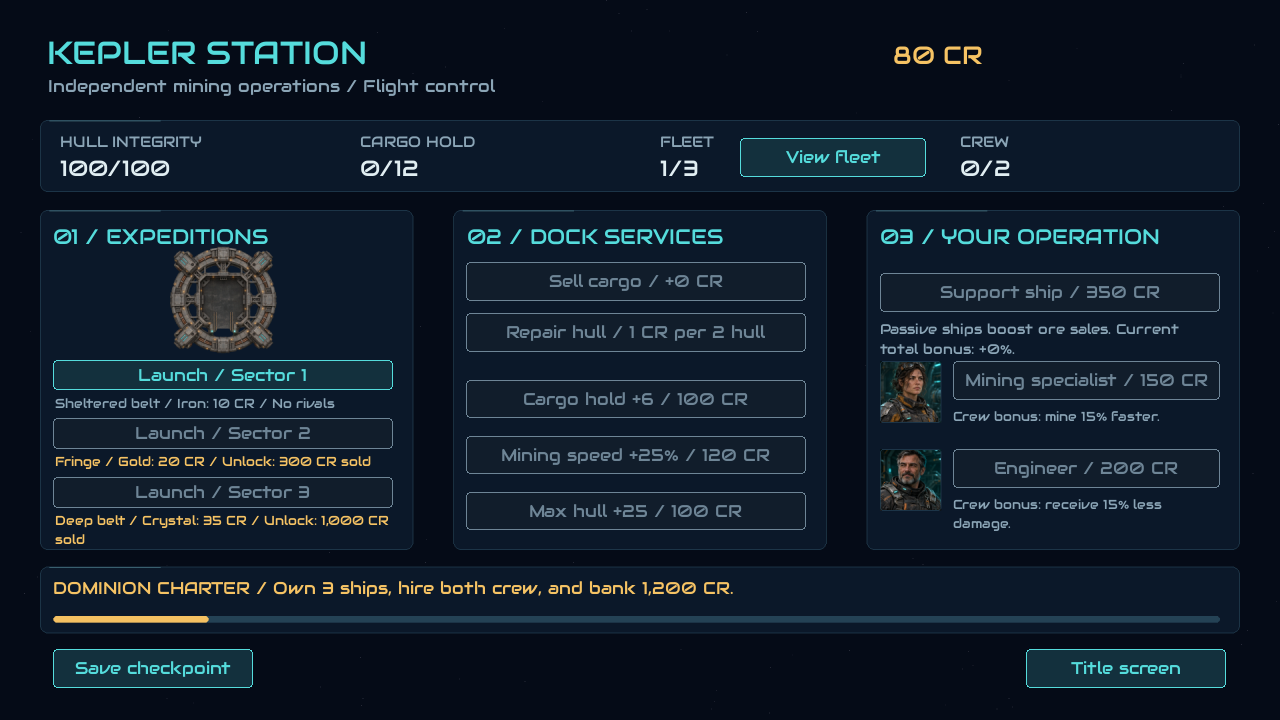 KEPLER STATION
80 CR
Independent mining operations / Flight control
HULL INTEGRITY
100/100
CARGO HOLD
0/12
FLEET
1/3
View fleet
CREW
0/2
01 / EXPEDITIONS
Launch / Sector 1
Sheltered belt / Iron: 10 CR / No rivals
Launch / Sector 2
Fringe / Gold: 20 CR / Unlock: 300 CR sold
Launch / Sector 3
Deep belt / Crystal: 35 CR / Unlock: 1,000 CR
sold
02 / DOCK SERVICES
Sell cargo / +0 CR
Repair hull / 1 CR per 2 hull
Cargo hold +6 / 100 CR
Mining speed +25% / 120 CR
Max hull +25 / 100 CR
03 / YOUR OPERATION
Support ship / 350 CR
Passive ships boost ore sales. Current
total bonus: +0%.
Mining specialist / 150 CR
Crew bonus: mine 15% faster.
Engineer / 200 CR
Crew bonus: receive 15% less
damage.
DOMINION CHARTER / Own 3 ships, hire both crew, and bank 1,200 CR.
Save checkpoint
Title screen